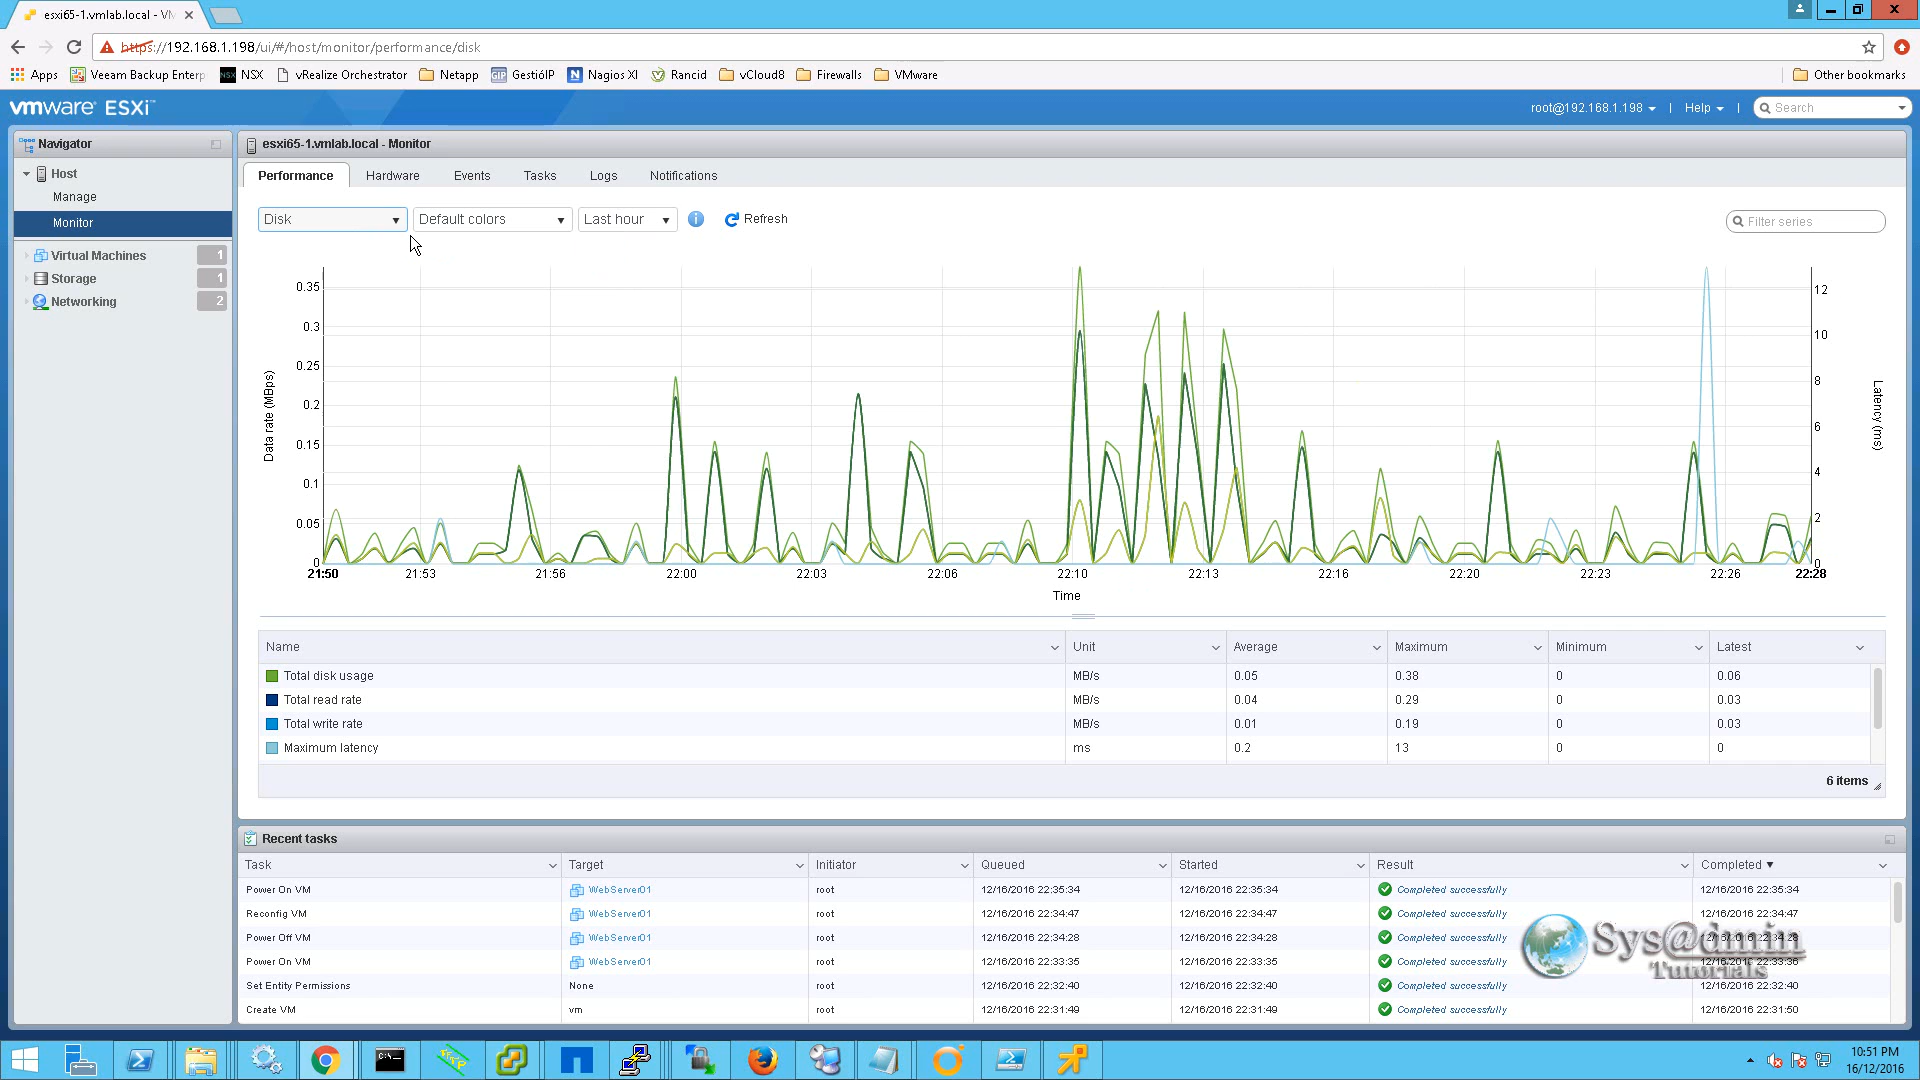 esxi65-1.vmlab.local - VM
https://192.168.1.198/ui/#/host/monitor/performance/disk
Apps Veeam Backup Enterp NSX vRealize Orchestrator Netapp GestióIP Nagios XI Rancid vCloud8 Firewalls VMware Other bookmarks
vmware ESXi
root@192.168.1.198 | Help | Search
Navigator
Host
Manage
Monitor
Virtual Machines 1
Storage 1
Networking 2
esxi65-1.vmlab.local - Monitor
Performance Hardware Events Tasks Logs Notifications
Disk Default colors Last hour Refresh Filter series
Data rate (MBps)
0.35
0.3
0.25
0.2
0.15
0.1
0.05
0
12
10
8
6
4
2
0
Latency (ms)
21:50 21:53 21:56 22:00 22:03 22:06 22:10 22:13 22:16 22:20 22:23 22:26 22:28
Time
Name Unit Average Maximum Minimum Latest
Total disk usage MB/s 0.05 0.38 0 0.06
Total read rate MB/s 0.04 0.29 0 0.03
Total write rate MB/s 0.01 0.19 0 0.03
Maximum latency ms 0.2 13 0 0
6 items
Recent tasks
Task Target Initiator Queued Started Result Completed
Power On VM WebServer01 root 12/16/2016 22:35:34 12/16/2016 22:35:34 Completed successfully 12/16/2016 22:35:34
Reconfig VM WebServer01 root 12/16/2016 22:34:47 12/16/2016 22:34:47 Completed successfully 12/16/2016 22:34:47
Power Off VM WebServer01 root 12/16/2016 22:34:28 12/16/2016 22:34:28 Completed successfully 12/16/2016 22:34:28
Power On VM WebServer01 root 12/16/2016 22:33:35 12/16/2016 22:33:35 Completed successfully 12/16/2016 22:33:36
Set Entity Permissions None root 12/16/2016 22:32:40 12/16/2016 22:32:40 Completed successfully 12/16/2016 22:32:40
Create VM vm root 12/16/2016 22:31:49 12/16/2016 22:31:49 Completed successfully 12/16/2016 22:31:50
Sys@dmin
Tutorials
10:51 PM
16/12/2016